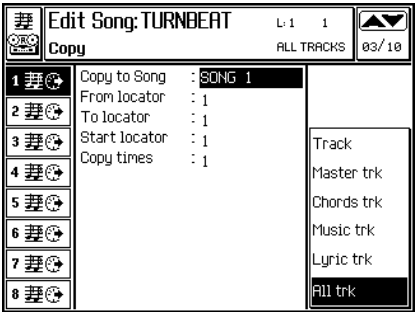 Edit Song: TURNBEAT L: 1 1
Copy ALL TRACKS 03/10
Copy to Song : SONG 1
From locator : 1
To locator : 1
Start locator : 1
Copy times : 1
1
2
3
4
5
6
7
8
Track
Master trk
Chords trk
Music trk
Lyric trk
All trk